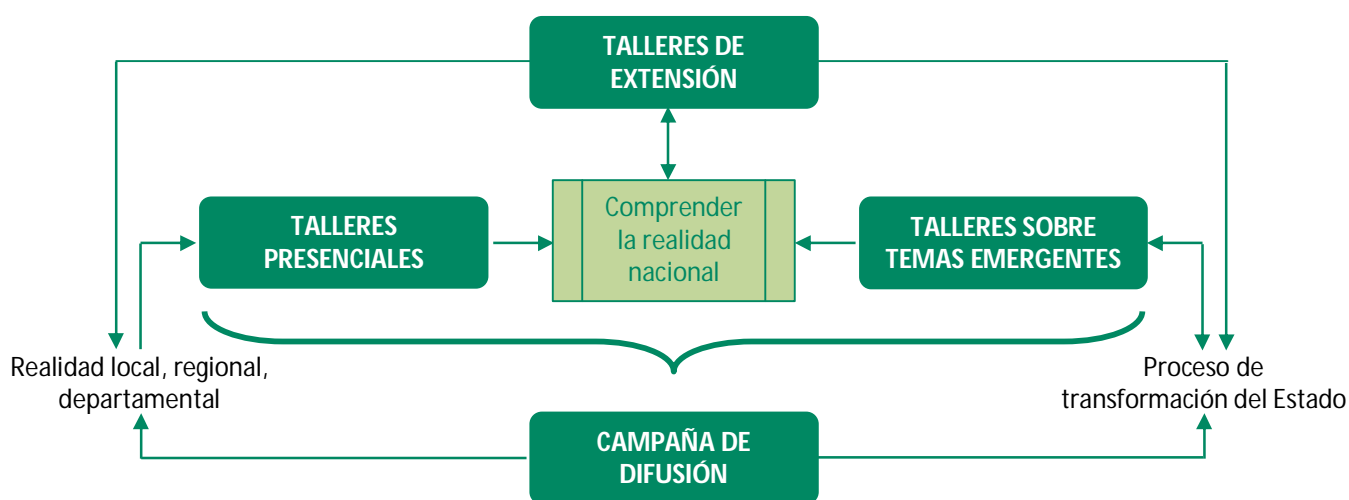 TALLERES DE
EXTENSIÓN
TALLERES
PRESENCIALES
Comprender
la realidad
nacional
TALLERES SOBRE
TEMAS EMERGENTES
Realidad local, regional,
departamental
Proceso de
transformación del Estado
CAMPAÑA DE
DIFUSIÓN